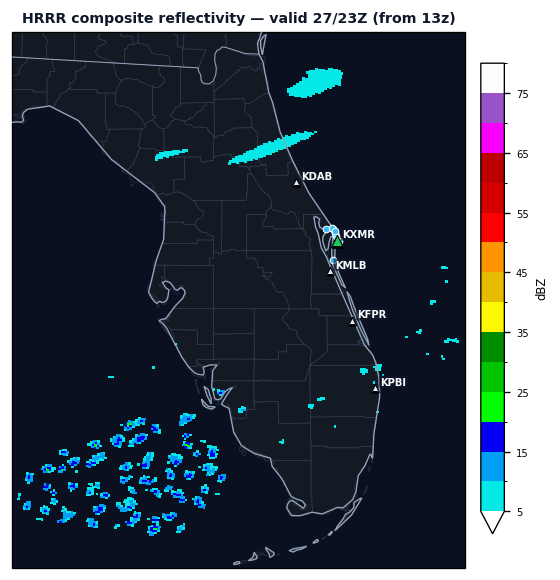 HRRR composite reflectivity — valid 27/23Z (from 13z)
KDAB
KXMR
KMLB
KFPR
KPBI
75
65
55
45
35
25
15
5
dBZ